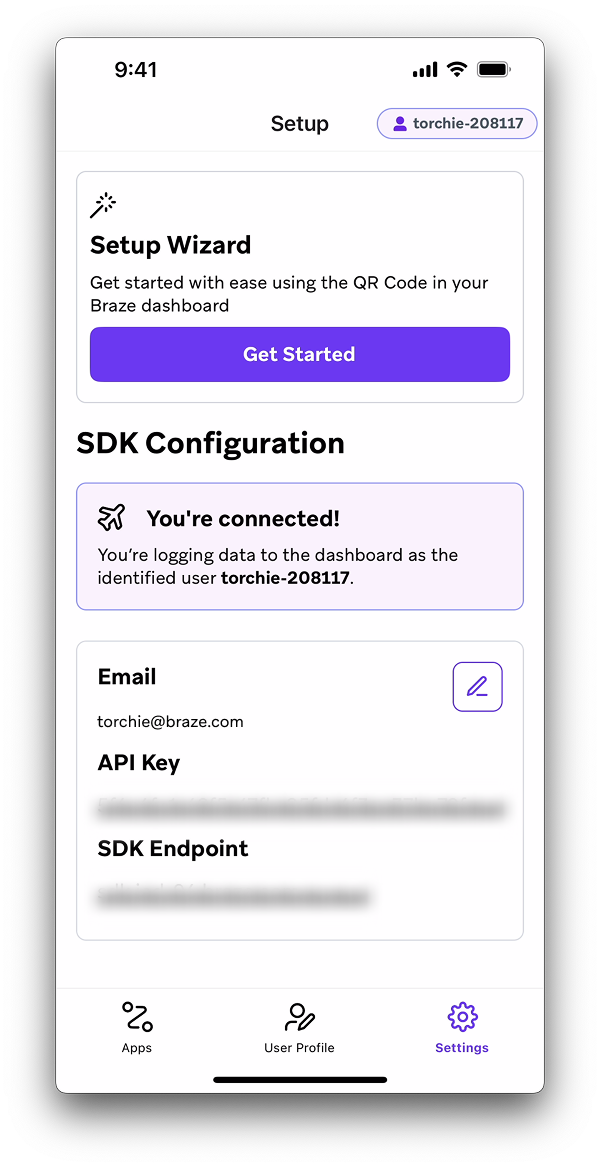 9:41
Setup
torchie-208117
Setup Wizard
Get started with ease using the QR Code in your
Braze dashboard
Get Started
SDK Configuration
You're connected!
You’re logging data to the dashboard as the
identified user torchie-208117.
Email
torchie@braze.com
API Key
SDK Endpoint
Apps
User Profile
Settings